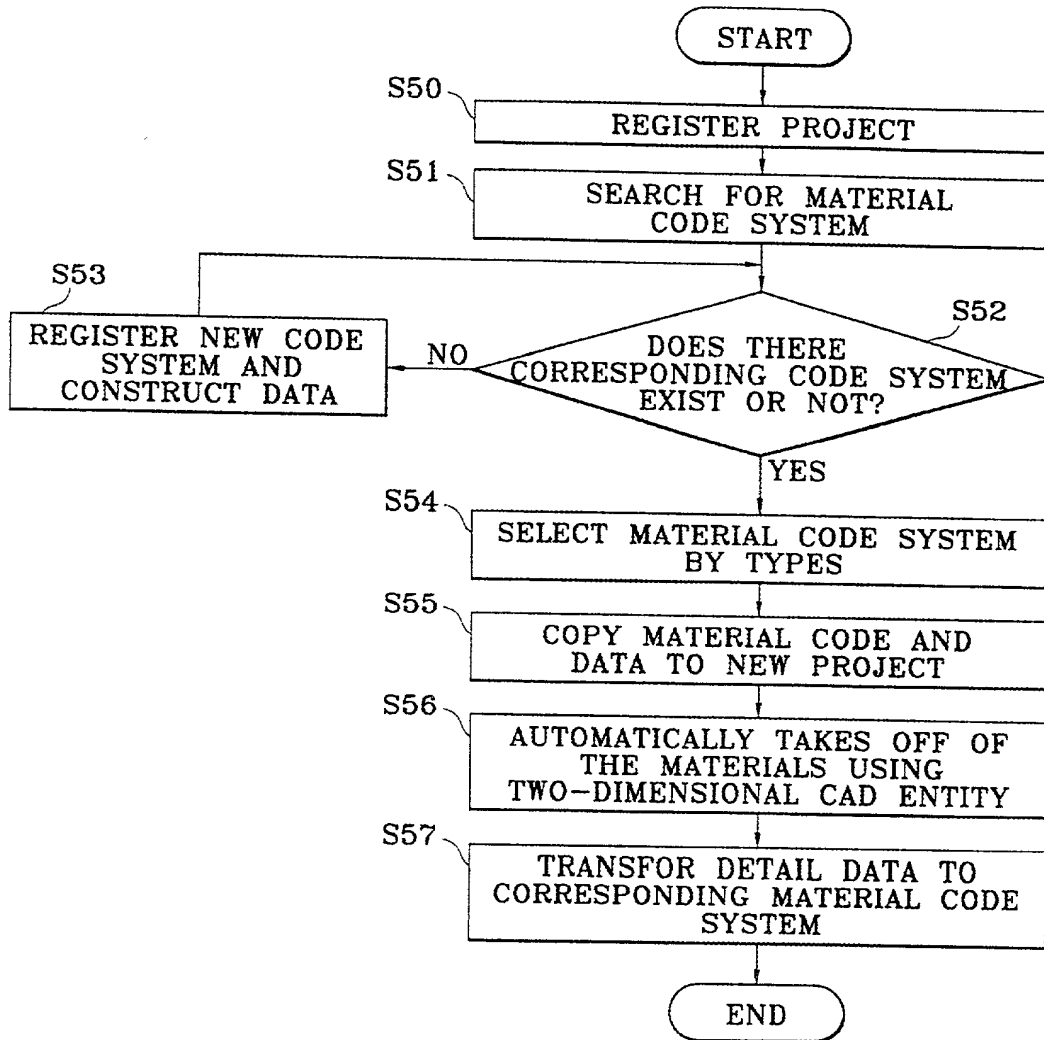 START
S50
REGISTER PROJECT
S51
SEARCH FOR MATERIAL
CODE SYSTEM
S53
REGISTER NEW CODE
SYSTEM AND
CONSTRUCT DATA
NO
S52
DOES THERE
CORRESPONDING CODE SYSTEM
EXIST OR NOT?
YES
S54
SELECT MATERIAL CODE SYSTEM
BY TYPES
S55
COPY MATERIAL CODE AND
DATA TO NEW PROJECT
S56
AUTOMATICALLY TAKES OFF OF
THE MATERIALS USING
TWO-DIMENSIONAL CAD ENTITY
S57
TRANSFOR DETAIL DATA TO
CORRESPONDING MATERIAL CODE
SYSTEM
END